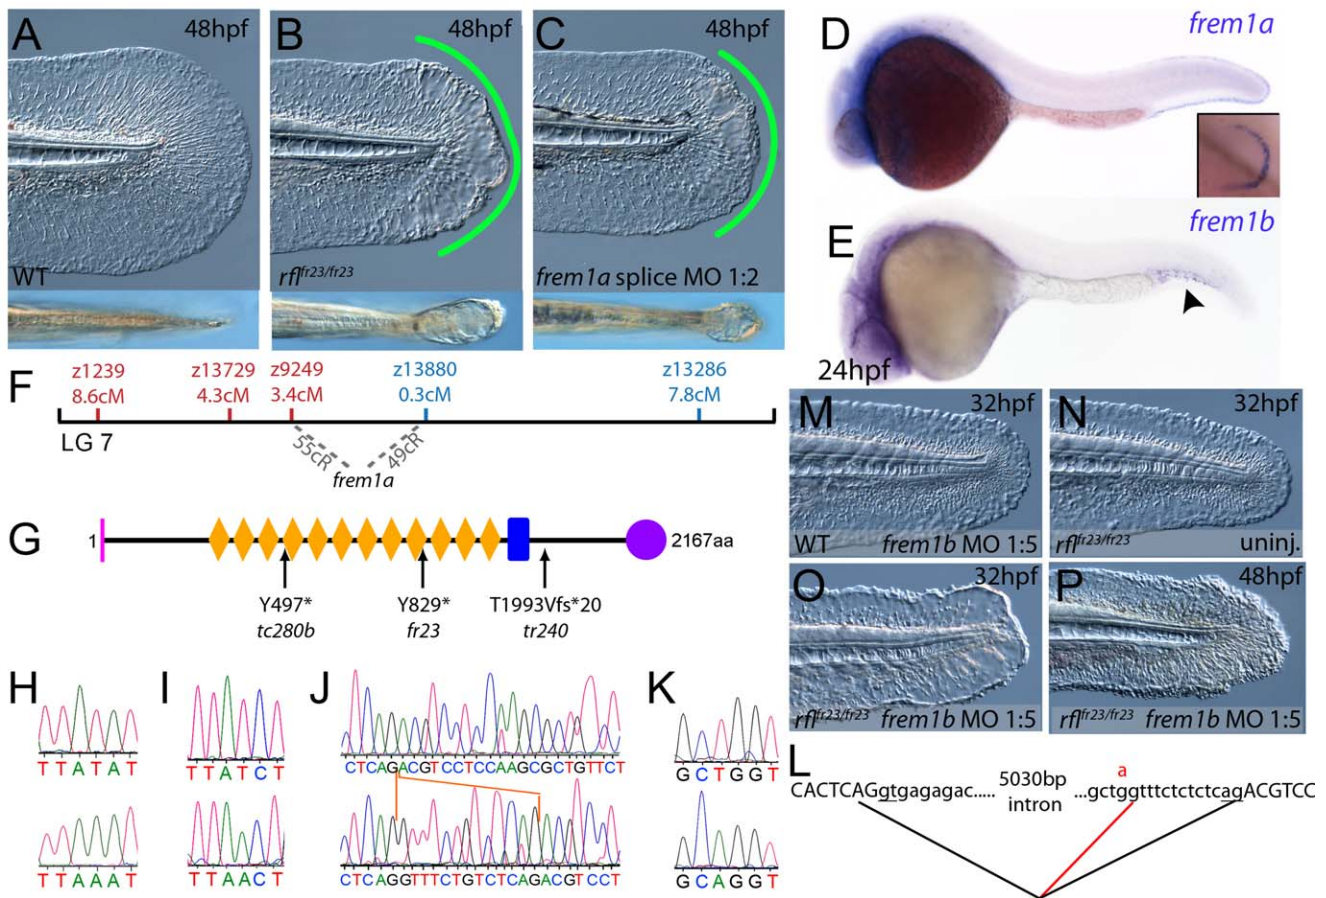 A 48hpf
B 48hpf
C 48hpf
D frem1a
WT
rfl^fr23/fr23
frem1a splice MO 1:2
E frem1b
24hpf
F z1239 z13729 z9249 z13880 z13286
8.6cM 4.3cM 3.4cM 0.3cM 7.8cM
LG 7
55cR 49cR
frem1a
G 1 2167aa
Y497* Y829* T1993Vfs*20
tc280b fr23 tr240
M 32hpf
WT frem1b MO 1:5
N 32hpf
rfl^fr23/fr23 uninj.
O 32hpf
rfl^fr23/fr23 frem1b MO 1:5
P 48hpf
rfl^fr23/fr23 frem1b MO 1:5
H
TTATAT
TTAAAT
I
TTATCT
TTAACT
J
CTCAGACGTCCTCCAAGCGCTGTTCT
CTCAGGTTTCTGTCTCAGACGTCCT
K
GCTGGT
GCAGGT
L a
CACTCAGgtgagagac..... 5030bp intron ...gctggtttctctctcagACGTCC